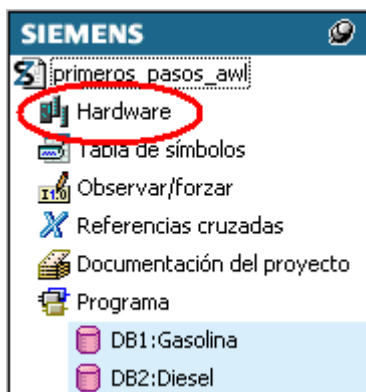 SIEMENS
primeros_pasos_awl
Hardware
Tabla de símbolos
Observar/forzar
Referencias cruzadas
Documentación del proyecto
Programa
DB1:Gasolina
DB2:Diesel